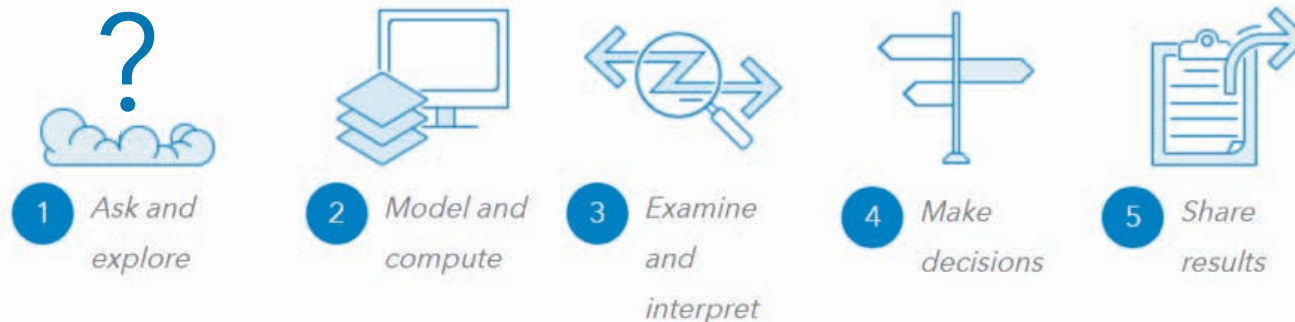 ?
1 Ask and
explore
2 Model and
compute
3 Examine
and
interpret
4 Make
decisions
5 Share
results